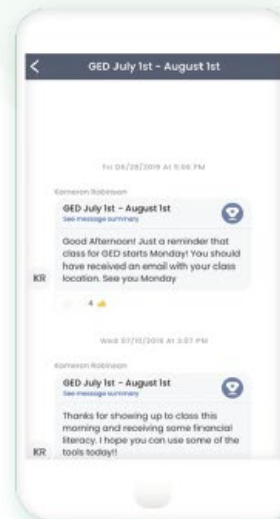 GED July 1st - August 1st
Fri 06/28/2019 At 5:06 PM
Kameron Robinson
GED July 1st - August 1st
See message summary
Good Afternoon! Just a reminder that
class for GED starts Monday! You should
have received an email with your class
location. See you Monday
KR
4
Wed 07/10/2019 At 3:07 PM
Kameron Robinson
GED July 1st - August 1st
See message summary
Thanks for showing up to class this
morning and receiving some financial
literacy. I hope you can use some of the
tools today!!
KR